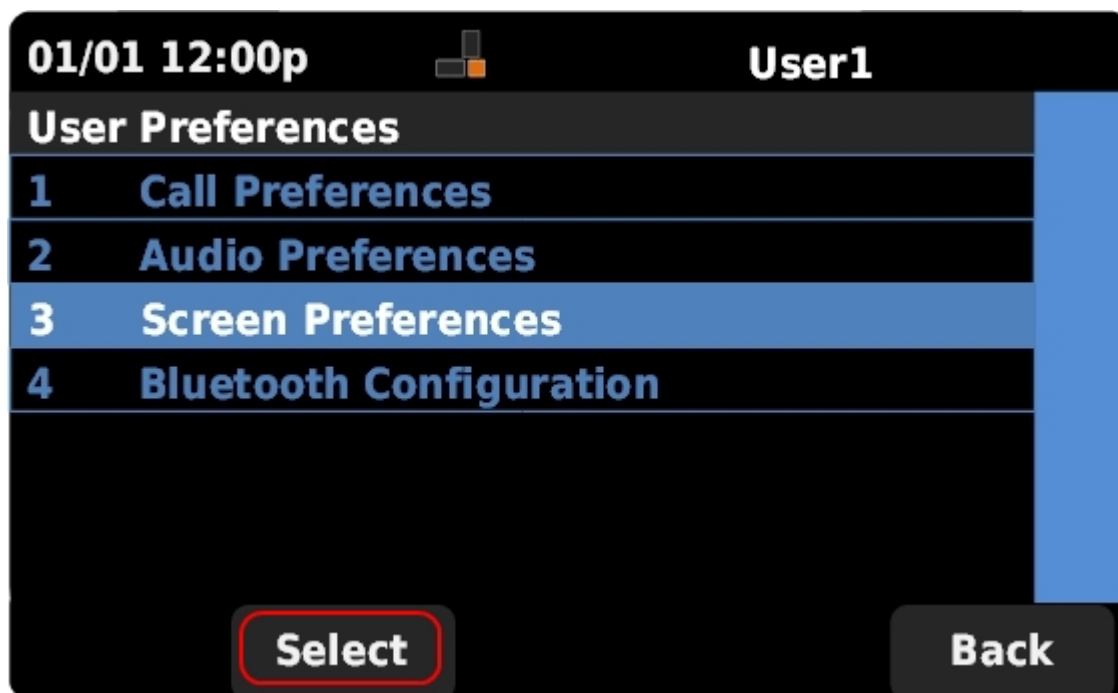 01/01 12:00p User1
User Preferences
1 Call Preferences
2 Audio Preferences
3 Screen Preferences
4 Bluetooth Configuration
Select Back